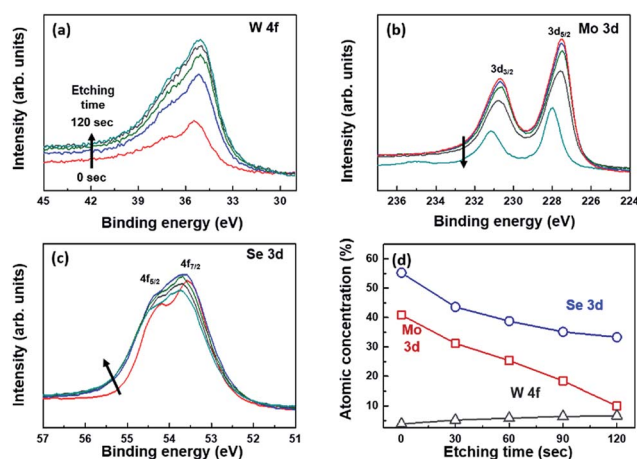 (a)
W 4f
Intensity (arb. units)
Etching
time
120 sec
0 sec
45 42 39 36 33 30
Binding energy (eV)
(b)
Mo 3d
3d5/2
3d3/2
Intensity (arb. units)
236 234 232 230 228 226 224
Binding energy (eV)
(c)
Se 3d
4f5/2
4f7/2
Intensity (arb. units)
57 56 55 54 53 52 51
Binding energy (eV)
(d)
Atomic concentration (%)
60
50
40
30
20
10
Se 3d
Mo
3d
W 4f
0 30 60 90 120
Etching time (sec)